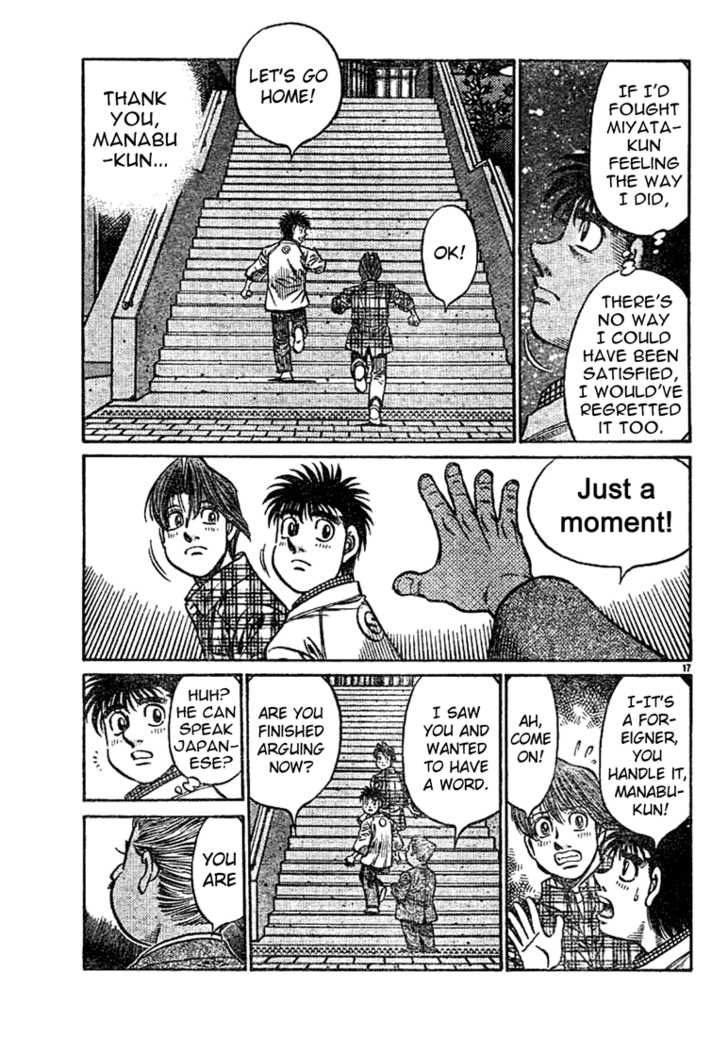 IF I'D
FOUGHT
MIYATA-
KUN
FEELING
THE WAY
I DID,
THERE'S
NO WAY
I COULD
HAVE BEEN
SATISFIED,
I WOULD'VE
REGRETTED
IT TOO.
LET'S GO
HOME!
THANK
YOU,
MANABU
-KUN...
OK!
Just a
moment!
17
I-IT'S
A FOR-
EIGNER,
YOU
HANDLE IT,
MANABU-
KUN!
AH,
COME
ON!
I SAW
YOU AND
WANTED
TO HAVE
A WORD.
ARE YOU
FINISHED
ARGUING
NOW?
HUH?
HE CAN
SPEAK
JAPAN-
ESE?
YOU
ARE